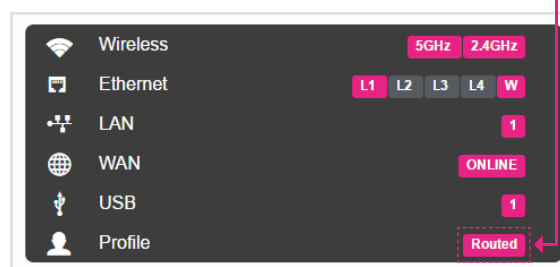 Wireless 5GHz 2.4GHz
Ethernet L1 L2 L3 L4 W
LAN 1
WAN ONLINE
USB 1
Profile Routed